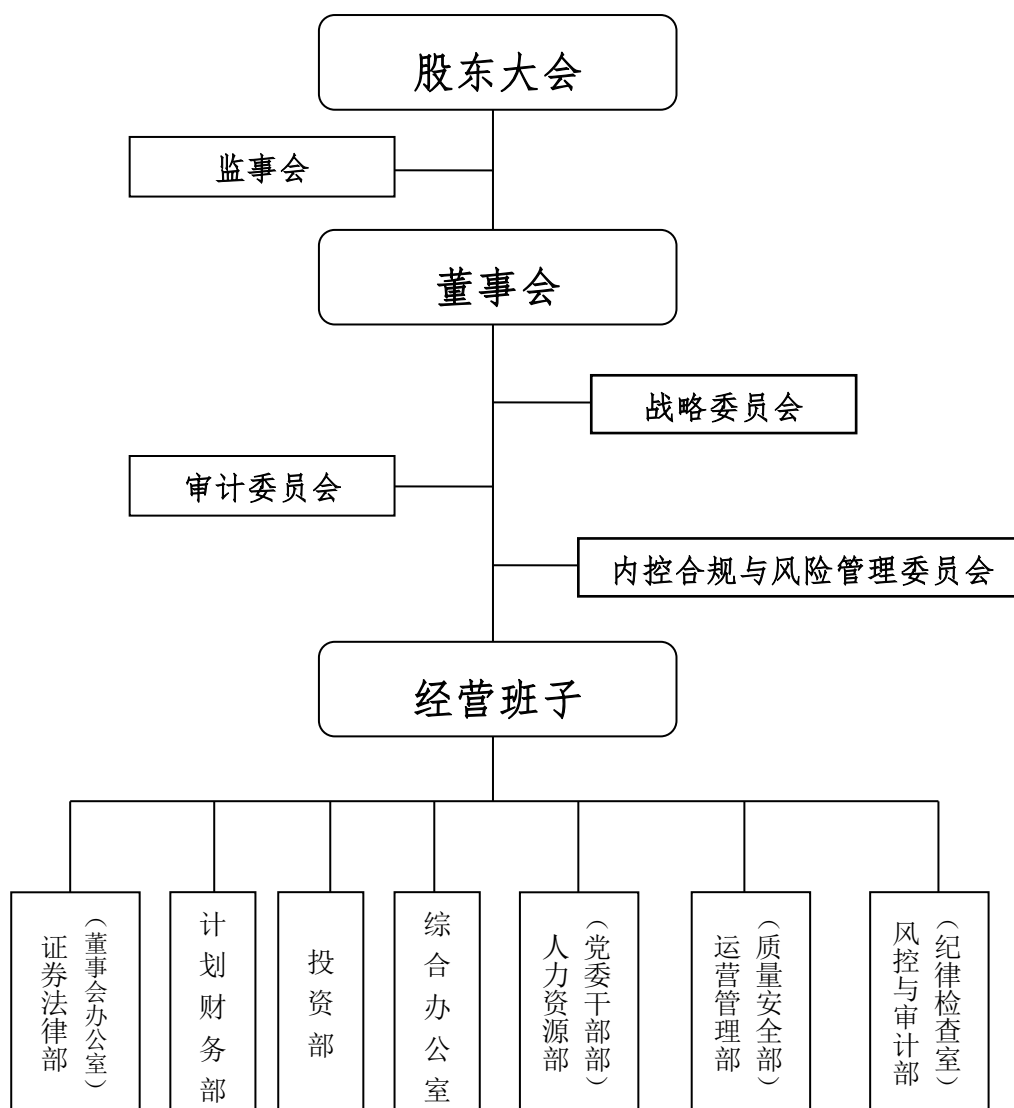 股东大会
监事会
董事会
战略委员会
审计委员会
内控合规与风险管理委员会
经营班子
证券法律部
（董事会办公室）
计划财务部
投资部
综合办公室
人力资源部
（党委干部部）
运营管理部
（质量安全部）
风控与审计部
（纪律检查室）